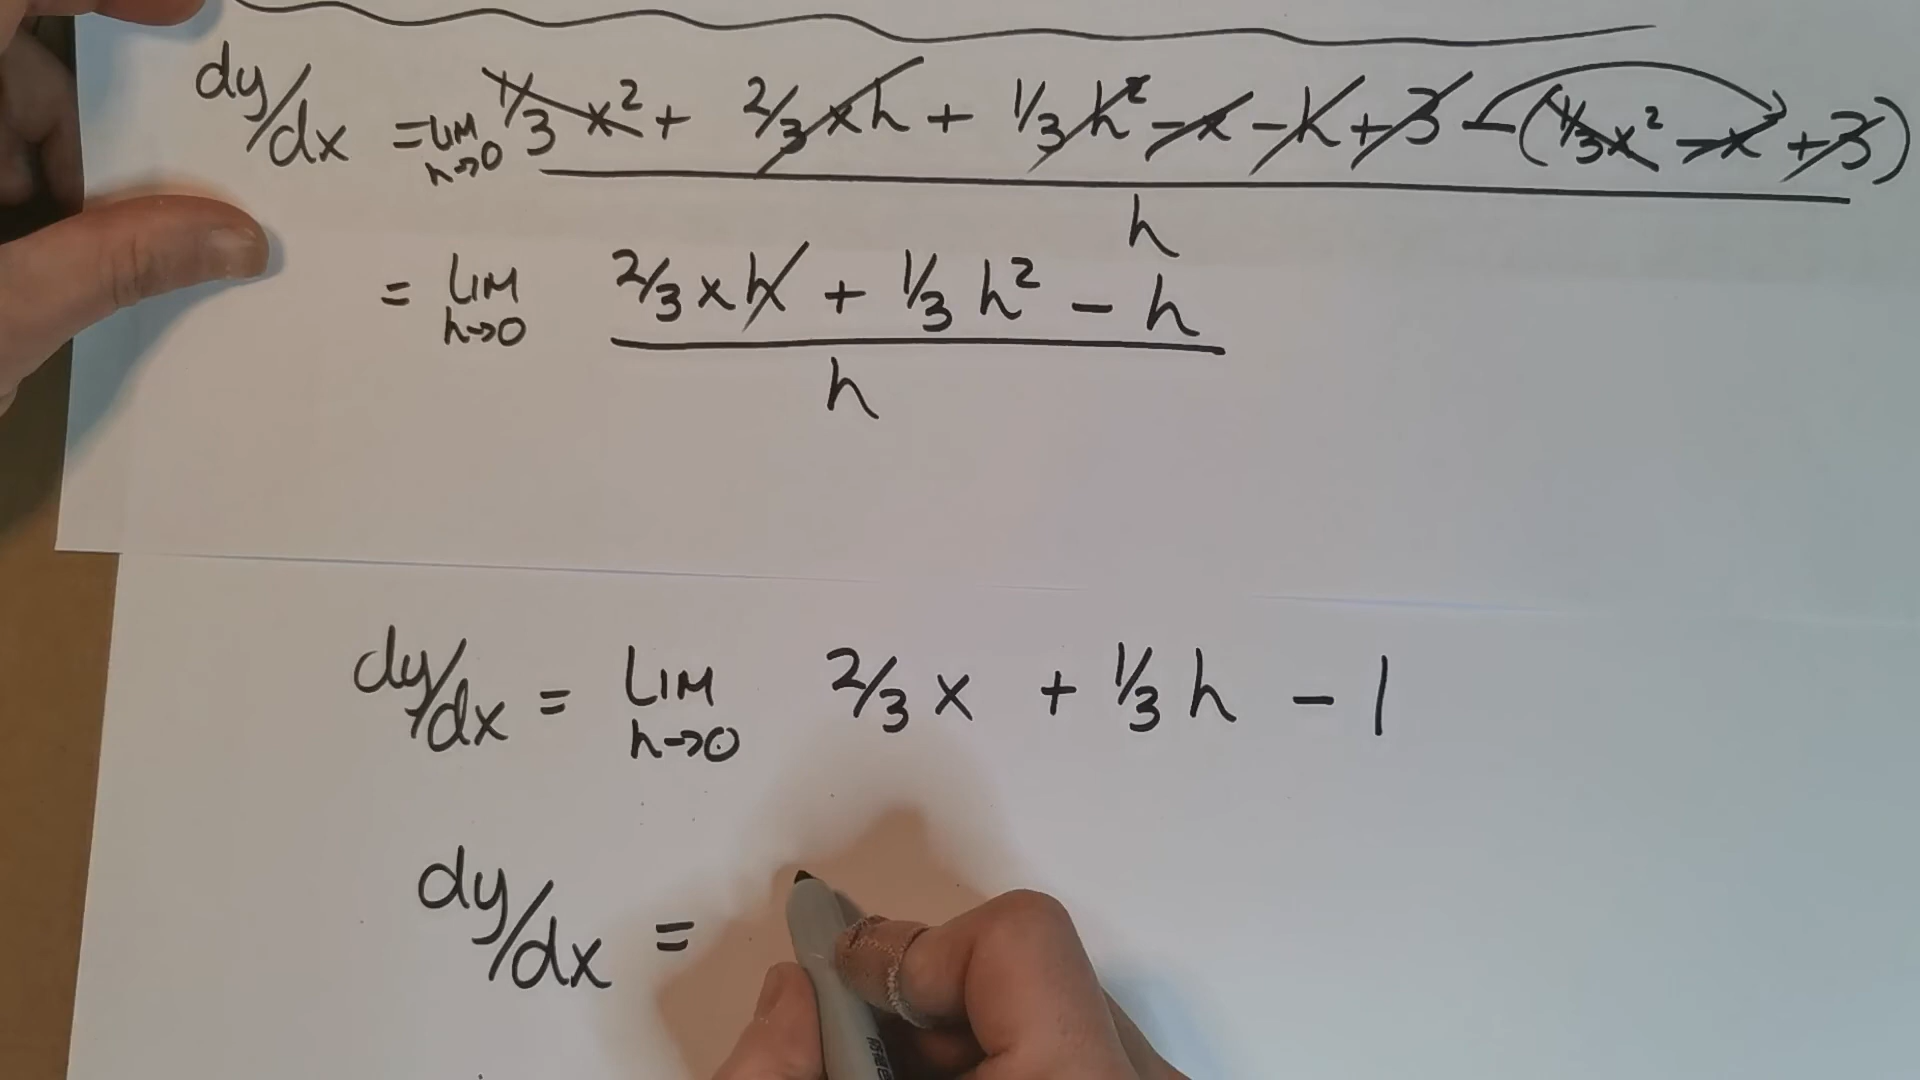 dy/dx = LIM h→0 1/3 x² + 2/3 xh + 1/3 h² - x - h + 3 - (1/3 x² - x + 3)
h
= LIM h→0 2/3 xh + 1/3 h² - h
h
dy/dx = LIM h→0 2/3 x + 1/3 h - 1
dy/dx =